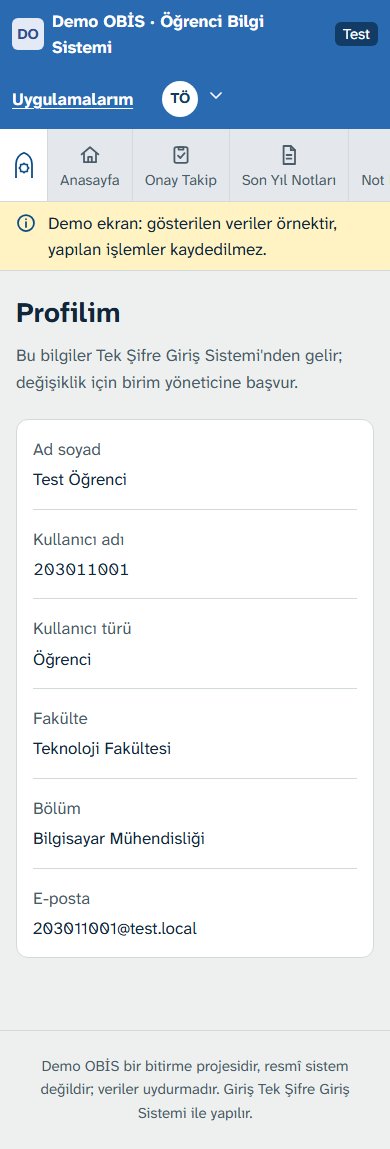 DO
Demo OBİS · Öğrenci Bilgi
Sistemi
Test
Uygulamalarım
TÖ
Anasayfa
Onay Takip
Son Yıl Notları
Not
Demo ekran: gösterilen veriler örnektir,
yapılan işlemler kaydedilmez.
Profilim
Bu bilgiler Tek Şifre Giriş Sistemi'nden gelir;
değişiklik için birim yöneticine başvur.
Ad soyad
Test Öğrenci
Kullanıcı adı
203011001
Kullanıcı türü
Öğrenci
Fakülte
Teknoloji Fakültesi
Bölüm
Bilgisayar Mühendisliği
E-posta
203011001@test.local
Demo OBİS bir bitirme projesidir, resmî sistem
değildir; veriler uydurmadır. Giriş Tek Şifre Giriş
Sistemi ile yapılır.